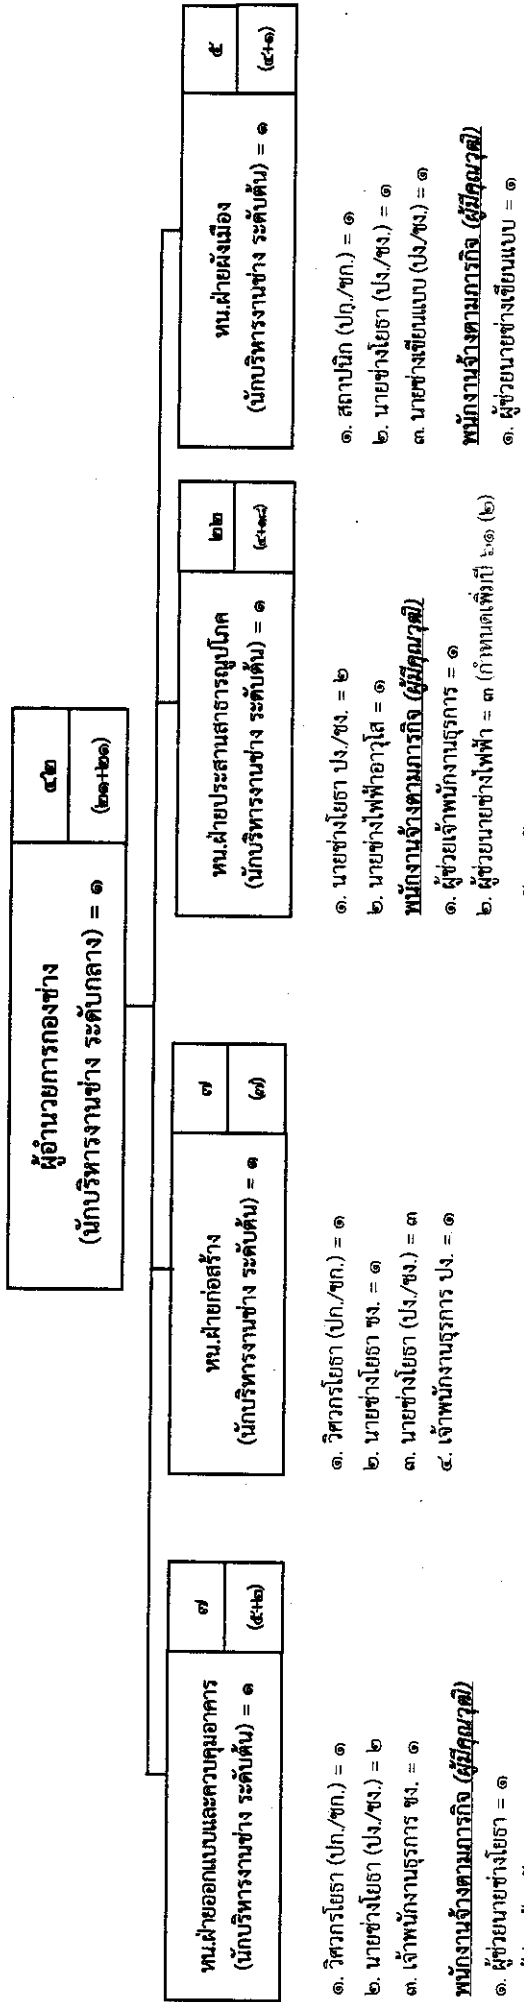 ผู้อำนวยการกองช่าง
(นักบริหารงานช่าง ระดับกลาง) = ๑
๔๒
(๒๑+๒๑)
หน.ฝ่ายออกแบบและควบคุมอาคาร
(นักบริหารงานช่าง ระดับต้น) = ๑
๗
(๕+๒)
๑. วิศวกรโยธา (ปก./ชก.) = ๑
๒. นายช่างโยธา (ปง./ชง.) = ๒
๓. เจ้าพนักงานธุรการ ชง. = ๑
พนักงานจ้างตามภารกิจ (ผู้มีคุณวุฒิ)
๑. ผู้ช่วยนายช่างโยธา = ๑
หน.ฝ่ายก่อสร้าง
(นักบริหารงานช่าง ระดับต้น) = ๑
๗
(๗)
๑. วิศวกรโยธา (ปก./ชก.) = ๑
๒. นายช่างโยธา ชง. = ๑
๓. นายช่างโยธา (ปง./ชง.) = ๓
๔. เจ้าพนักงานธุรการ ปง. = ๑
หน.ฝ่ายประสานสาธารณูปโภค
(นักบริหารงานช่าง ระดับต้น) = ๑
๒๒
(๔+๑๘)
๑. นายช่างโยธา ปง./ชง. = ๒
๒. นายช่างไฟฟ้าอาวุโส = ๑
พนักงานจ้างตามภารกิจ (ผู้มีคุณวุฒิ)
๑. ผู้ช่วยเจ้าพนักงานธุรการ = ๑
๒. ผู้ช่วยนายช่างไฟฟ้า = ๓ (กำหนดเพิ่มปี ๖๑ (๒)
หน.ฝ่ายผังเมือง
(นักบริหารงานช่าง ระดับต้น) = ๑
๕
(๔+๑)
๑. สถาปนิก (ปก./ชก.) = ๑
๒. นายช่างโยธา (ปง./ชง.) = ๑
๓. นายช่างเขียนแบบ (ปง/ชง.) = ๑
พนักงานจ้างตามภารกิจ (ผู้มีคุณวุฒิ)
๑. ผู้ช่วยนายช่างเขียนแบบ = ๑